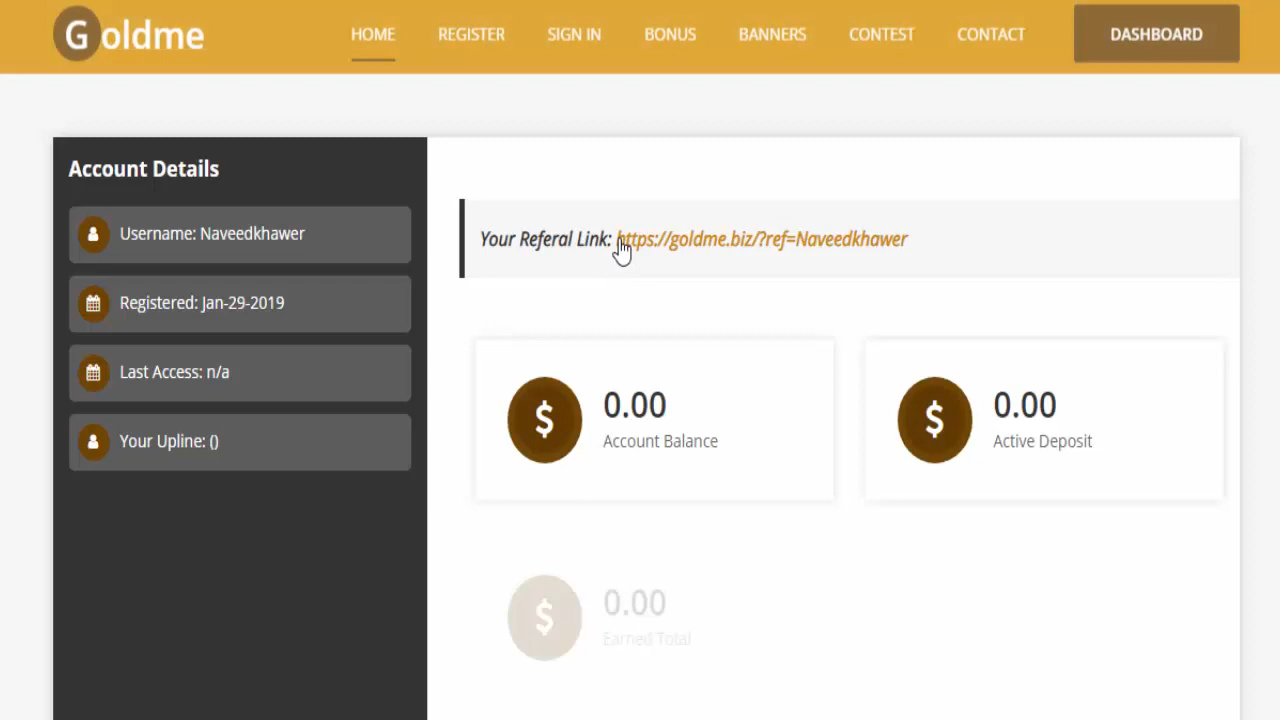 Goldme
HOME REGISTER SIGN IN BONUS BANNERS CONTEST CONTACT DASHBOARD
Account Details
Username: Naveedkhawer
Registered: Jan-29-2019
Last Access: n/a
Your Upline: ()
Your Referal Link: https://goldme.biz/?ref=Naveedkhawer
$ 0.00
Account Balance
$ 0.00
Active Deposit
$ 0.00
Earned Total